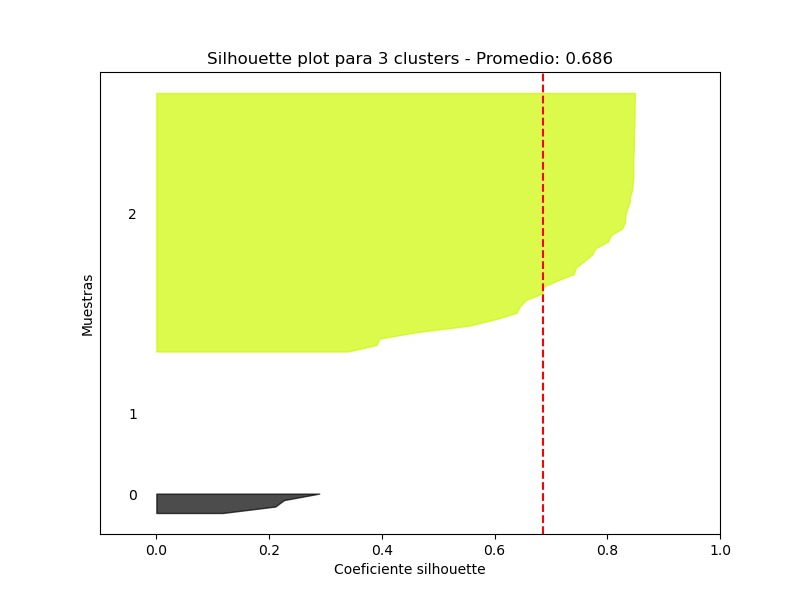 Silhouette plot para 3 clusters - Promedio: 0.686
Muestras
2
1
0
0.0 0.2 0.4 0.6 0.8 1.0
Coeficiente silhouette